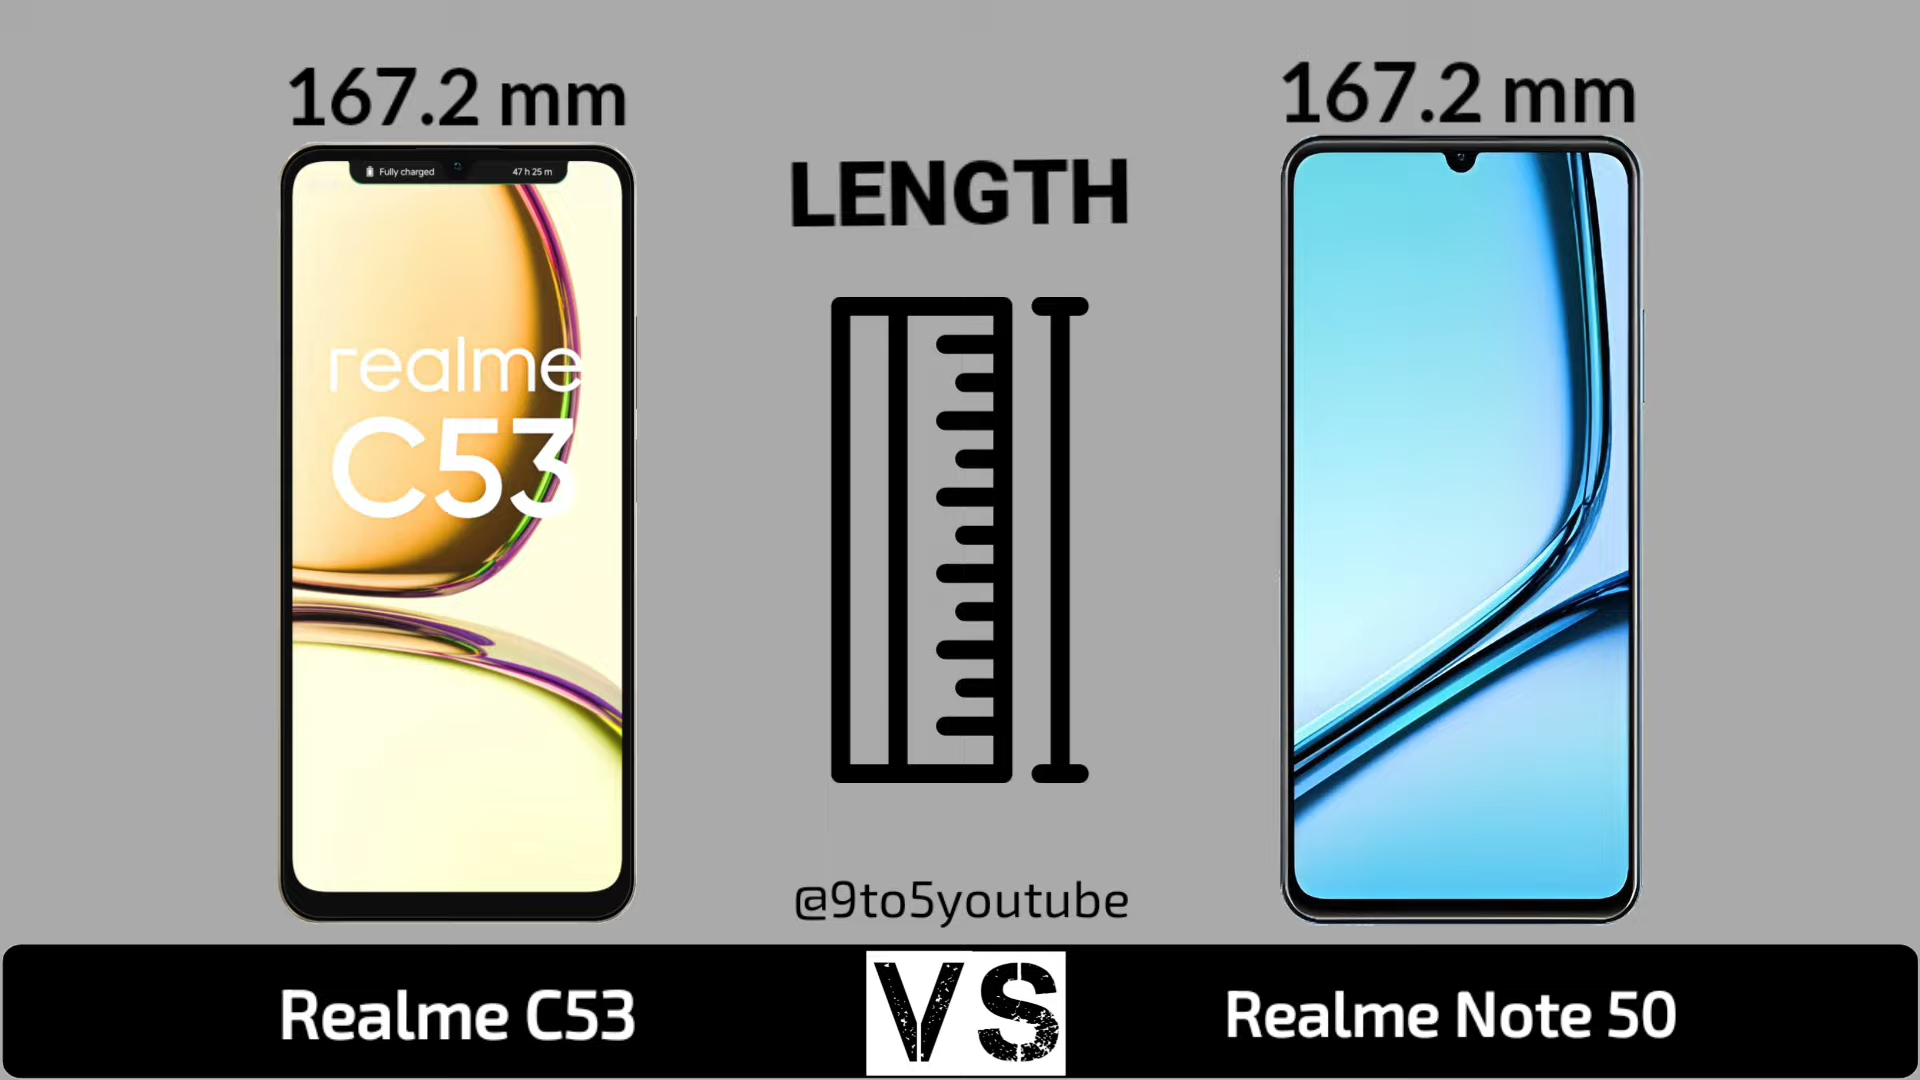 167.2 mm
167.2 mm
LENGTH
Fully charged
47 h 25 m
realme
C53
@9to5youtube
Realme C53
VS
Realme Note 50